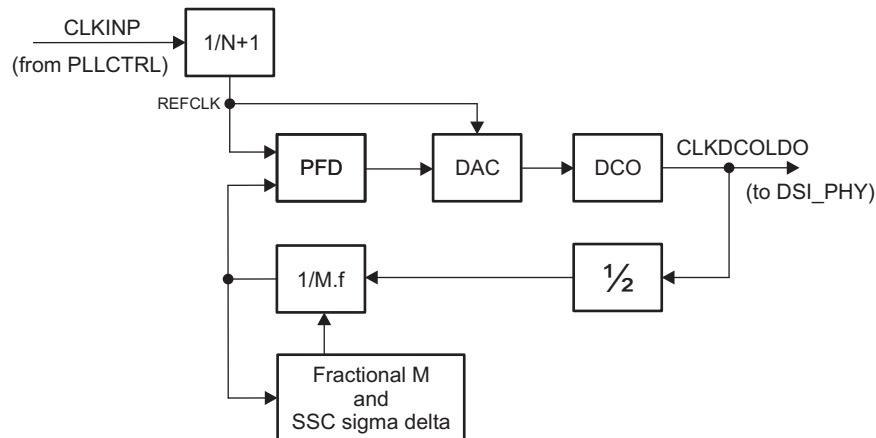 CLKINP
(from PLLCTRL)
1/N+1
REFCLK
PFD
DAC
DCO
CLKDCOLDO
(to DSI_PHY)
1/M.f
½
Fractional M
and
SSC sigma delta